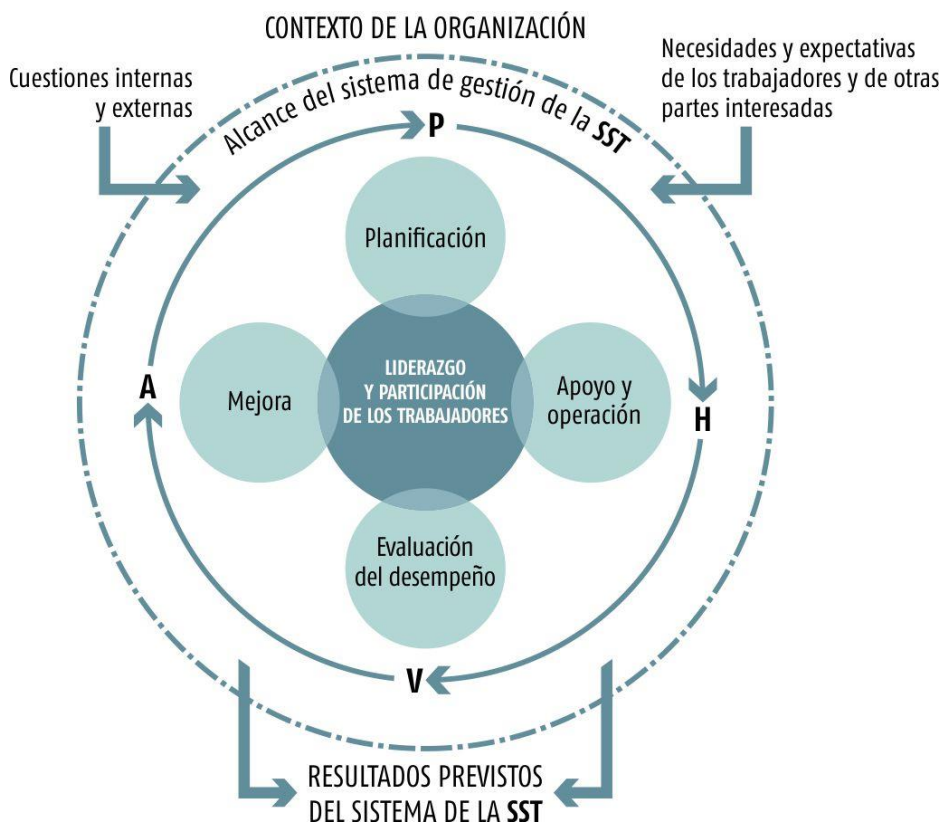 CONTEXTO DE LA ORGANIZACIÓN
Cuestiones internas
y externas
Necesidades y expectativas
de los trabajadores y de otras
partes interesadas
Alcance del sistema de gestión de la SST
P
Planificación
A
Mejora
LIDERAZGO
Y PARTICIPACIÓN
DE LOS TRABAJADORES
Apoyo y
operación
H
Evaluación
del desempeño
V
RESULTADOS PREVISTOS
DEL SISTEMA DE LA SST